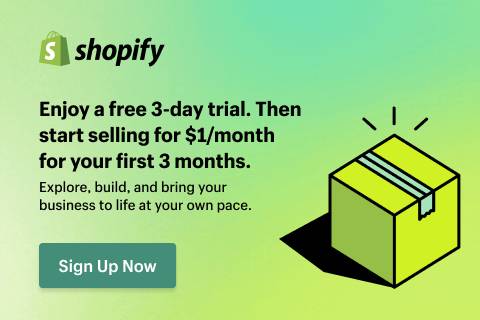 shopify
Enjoy a free 3-day trial. Then
start selling for $1/month
for your first 3 months.
Explore, build, and bring your
business to life at your own pace.
Sign Up Now